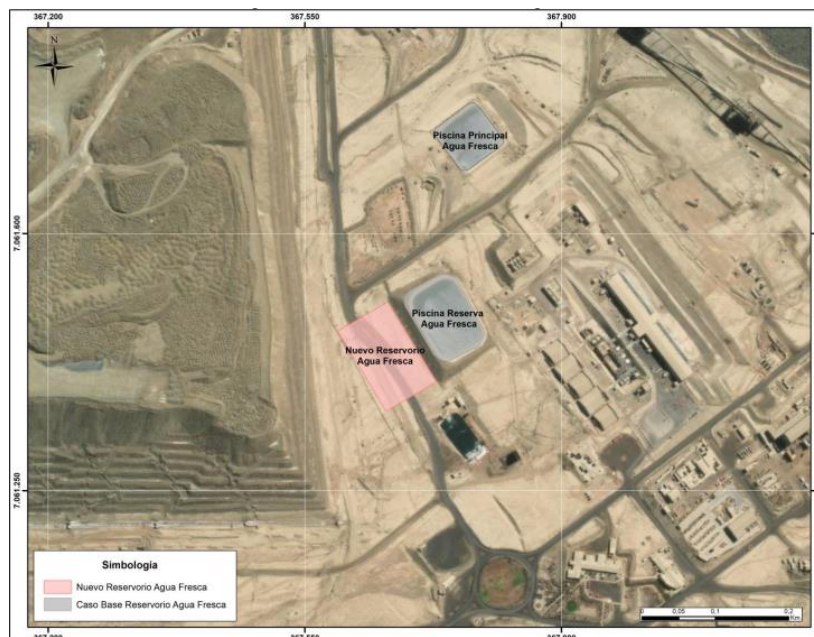 367.200
367.550
367.900
N
Piscina Principal
Agua Fresca
7.061.600
Piscina Reserva
Agua Fresca
Nuevo Reservorio
Agua Fresca
7.061.250
Simbología
Nuevo Reservorio Agua Fresca
Caso Base Reservorio Agua Fresca
0
0,05
0,1
0,2
Km